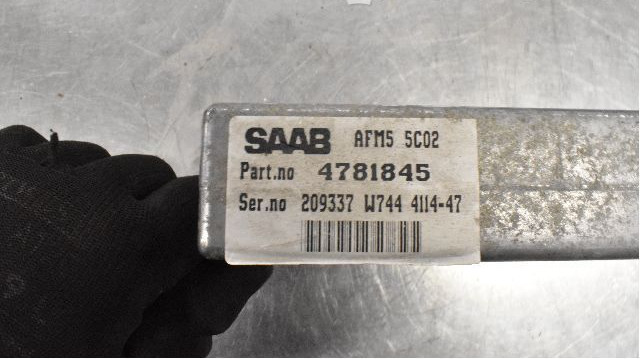 SAAB AFM5 5C02
Part.no 4781845
Ser.no 209337 W744 4114-47